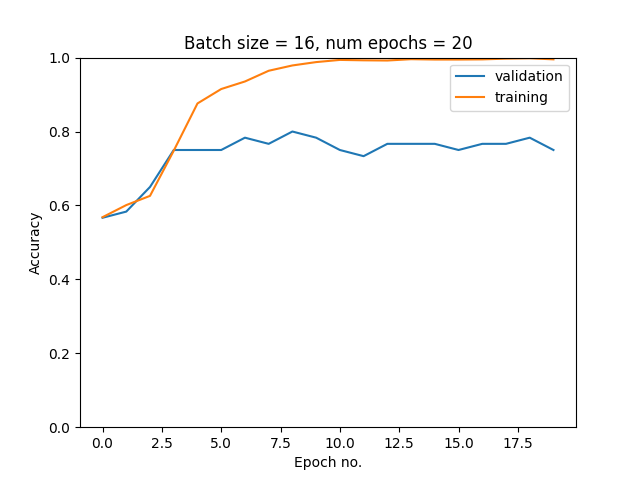 Batch size = 16, num epochs = 20
1.0
0.8
0.6
0.4
0.2
0.0
Accuracy
validation
training
0.0 2.5 5.0 7.5 10.0 12.5 15.0 17.5
Epoch no.